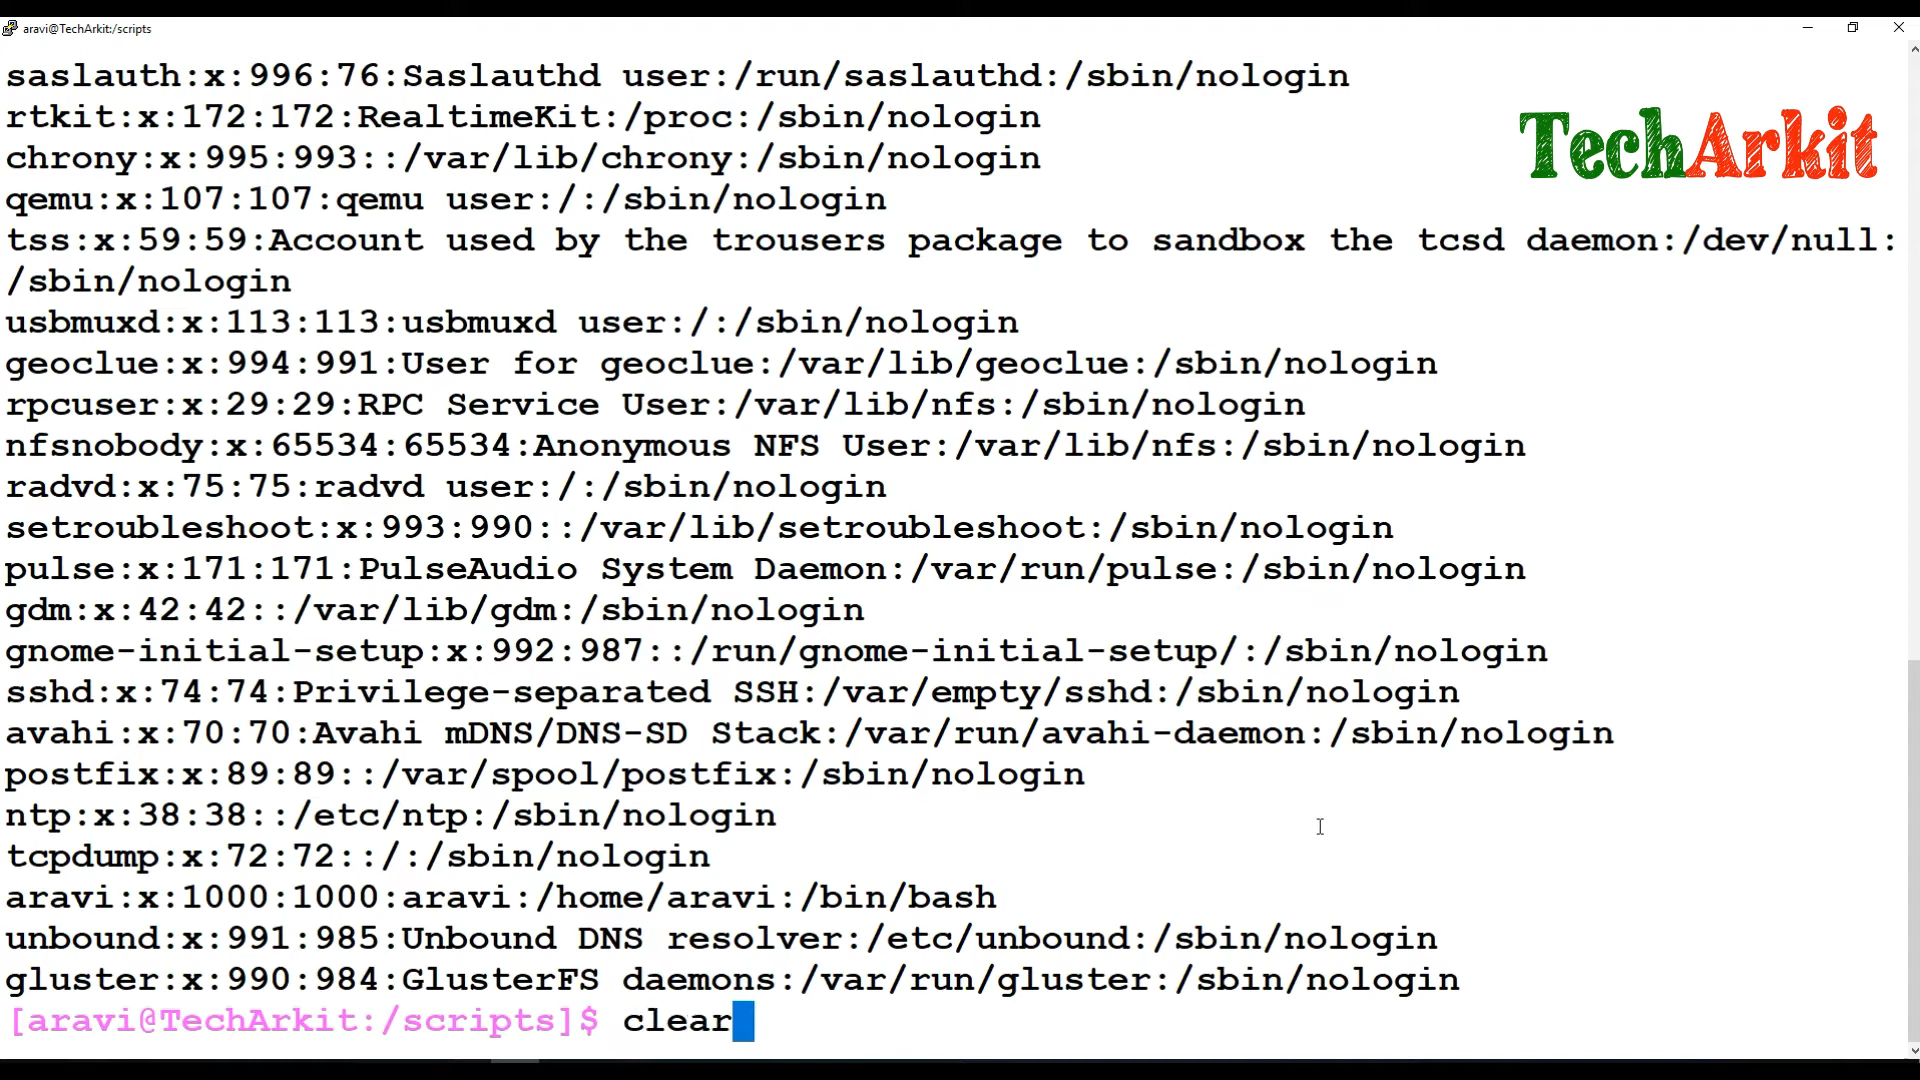 aravi@TechArkit:/scripts
saslauth:x:996:76:Saslauthd user:/run/saslauthd:/sbin/nologin
rtkit:x:172:172:RealtimeKit:/proc:/sbin/nologin
TechArkit
chrony:x:995:993::/var/lib/chrony:/sbin/nologin
qemu:x:107:107:qemu user:/:/sbin/nologin
tss:x:59:59:Account used by the trousers package to sandbox the tcsd daemon:/dev/null:
/sbin/nologin
usbmuxd:x:113:113:usbmuxd user:/:/sbin/nologin
geoclue:x:994:991:User for geoclue:/var/lib/geoclue:/sbin/nologin
rpcuser:x:29:29:RPC Service User:/var/lib/nfs:/sbin/nologin
nfsnobody:x:65534:65534:Anonymous NFS User:/var/lib/nfs:/sbin/nologin
radvd:x:75:75:radvd user:/:/sbin/nologin
setroubleshoot:x:993:990::/var/lib/setroubleshoot:/sbin/nologin
pulse:x:171:171:PulseAudio System Daemon:/var/run/pulse:/sbin/nologin
gdm:x:42:42::/var/lib/gdm:/sbin/nologin
gnome-initial-setup:x:992:987::/run/gnome-initial-setup/:/sbin/nologin
sshd:x:74:74:Privilege-separated SSH:/var/empty/sshd:/sbin/nologin
avahi:x:70:70:Avahi mDNS/DNS-SD Stack:/var/run/avahi-daemon:/sbin/nologin
postfix:x:89:89::/var/spool/postfix:/sbin/nologin
ntp:x:38:38::/etc/ntp:/sbin/nologin
tcpdump:x:72:72::/:/sbin/nologin
aravi:x:1000:1000:aravi:/home/aravi:/bin/bash
unbound:x:991:985:Unbound DNS resolver:/etc/unbound:/sbin/nologin
gluster:x:990:984:GlusterFS daemons:/var/run/gluster:/sbin/nologin
[aravi@TechArkit:/scripts]$ clear